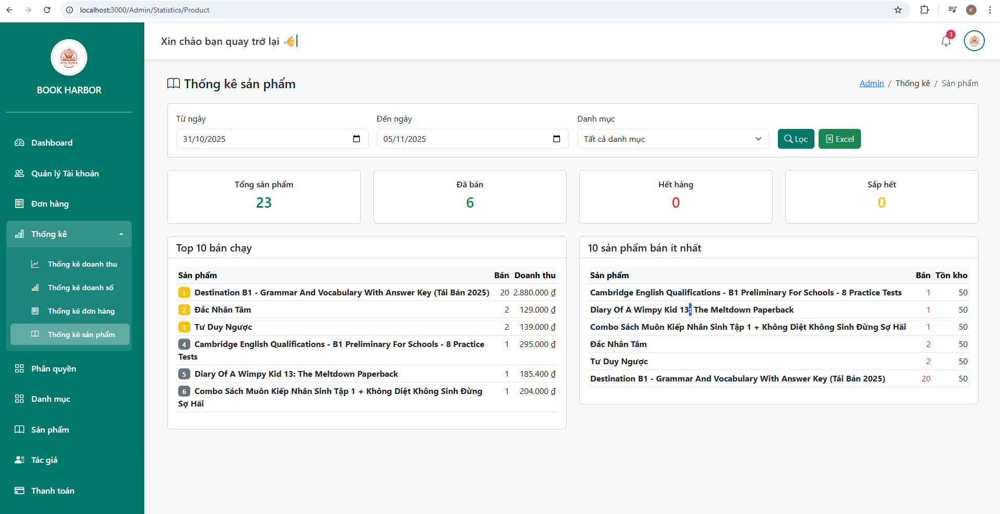 localhost:3000/Admin/Statistics/Product
K
BOOK HARBOR
BOOK HARBOR
Dashboard
Quản lý Tài khoản
Đơn hàng
Thống kê
Thống kê doanh thu
Thống kê doanh số
Thống kê đơn hàng
Thống kê sản phẩm
Phân quyền
Danh mục
Sản phẩm
Tác giả
Thanh toán
Xin chào bạn quay trở lại 👋
3
Thống kê sản phẩm
Admin / Thống kê / Sản phẩm
Từ ngày
31/10/2025
Đến ngày
05/11/2025
Danh mục
Tất cả danh mục
Lọc
Excel
Tổng sản phẩm
23
Đã bán
6
Hết hàng
0
Sắp hết
0
Top 10 bán chạy
Sản phẩm Bán Doanh thu
1 Destination B1 - Grammar And Vocabulary With Answer Key (Tái Bản 2025) 20 2.880.000 ₫
2 Đắc Nhân Tâm 2 129.000 ₫
3 Tư Duy Ngược 2 139.000 ₫
4 Cambridge English Qualifications - B1 Preliminary For Schools - 8 Practice 1 295.000 ₫
Tests
5 Diary Of A Wimpy Kid 13: The Meltdown Paperback 1 185.400 ₫
6 Combo Sách Muôn Kiếp Nhân Sinh Tập 1 + Không Diệt Không Sinh Đừng 1 204.000 ₫
Sợ Hãi
10 sản phẩm bán ít nhất
Sản phẩm Bán Tồn kho
Cambridge English Qualifications - B1 Preliminary For Schools - 8 Practice Tests 1 50
Diary Of A Wimpy Kid 13: The Meltdown Paperback 1 50
Combo Sách Muôn Kiếp Nhân Sinh Tập 1 + Không Diệt Không Sinh Đừng Sợ Hãi 1 50
Đắc Nhân Tâm 2 50
Tư Duy Ngược 2 50
Destination B1 - Grammar And Vocabulary With Answer Key (Tái Bản 2025) 20 50